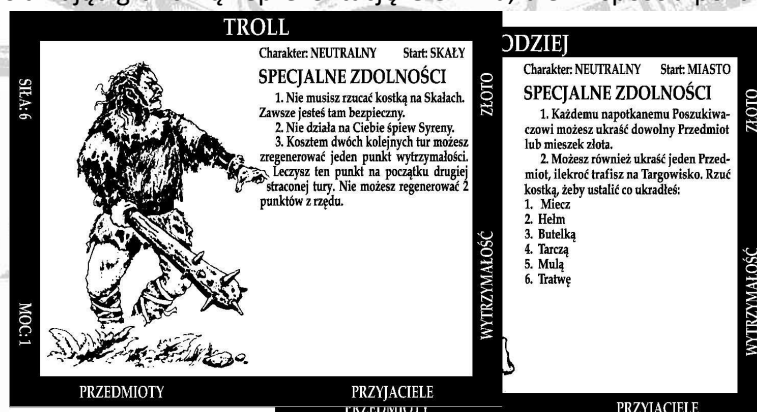 TROLL
Charakter: NEUTRALNY Start: SKAŁY
SPECJALNE ZDOLNOŚCI
1. Nie musisz rzucać kostką na Skałach.
Zawsze jesteś tam bezpieczny.
2. Nie działa na Ciebie śpiew Syreny.
3. Kosztem dwóch kolejnych tur możesz
zregenerować jeden punkt wytrzymałości.
Leczysz ten punkt na początku drugiej
straconej tury. Nie możesz regenerować 2
punktów z rzędu.
SIŁA: 6
MOC: 1
ZŁOTO
WYTRZYMAŁOŚĆ
PRZEDMIOTY
PRZYJACIELE
ODZIEJ
Charakter: NEUTRALNY Start: MIASTO
SPECJALNE ZDOLNOŚCI
1. Każdemu napotkanemu Poszukiwa-
czowi możesz ukraść dowolny Przedmiot
lub mieszek złota.
2. Możesz również ukraść jeden Przed-
miot, ilekroć trafisz na Targowisko. Rzuć
kostką, żeby ustalić co ukradłeś:
1. Miecz
2. Hełm
3. Butelką
4. Tarczą
5. Mulą
6. Tratwę
ZŁOTO
WYTRZYMAŁOŚĆ
PRZEDMIOTY
PRZYJACIELE